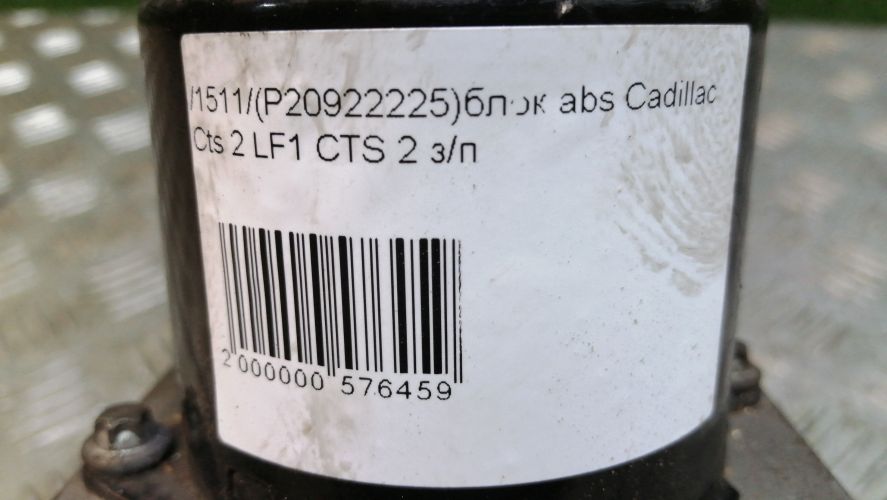 /1511/(P20922225)блок abs Cadillac
Cts 2 LF1 CTS 2 з/п
2 000000 576459